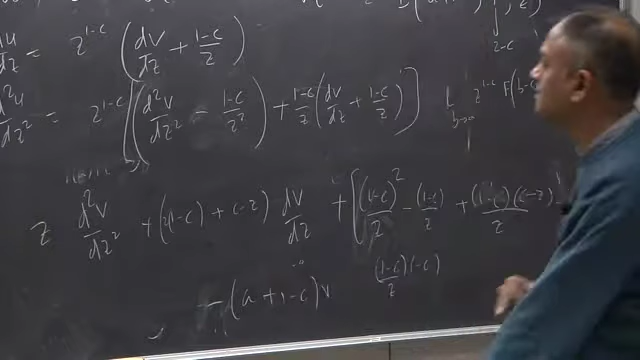 du/dz = z^{1-c} (dv/dz + (1-c)/z)
d²u/dz² = z^{1-c} [(d²v/dz² - (1-c)/z²) + (1-c)/z (dv/dz + (1-c)/z)]
z^{1-c} F(b-c
z d²v/dz² + (2(1-c) + c-z) dv/dz + [(1-c)²/z - (1-c)/z + (1-c)(c-z)/z
- (a+1-c)v
(1-c)(-c)/z